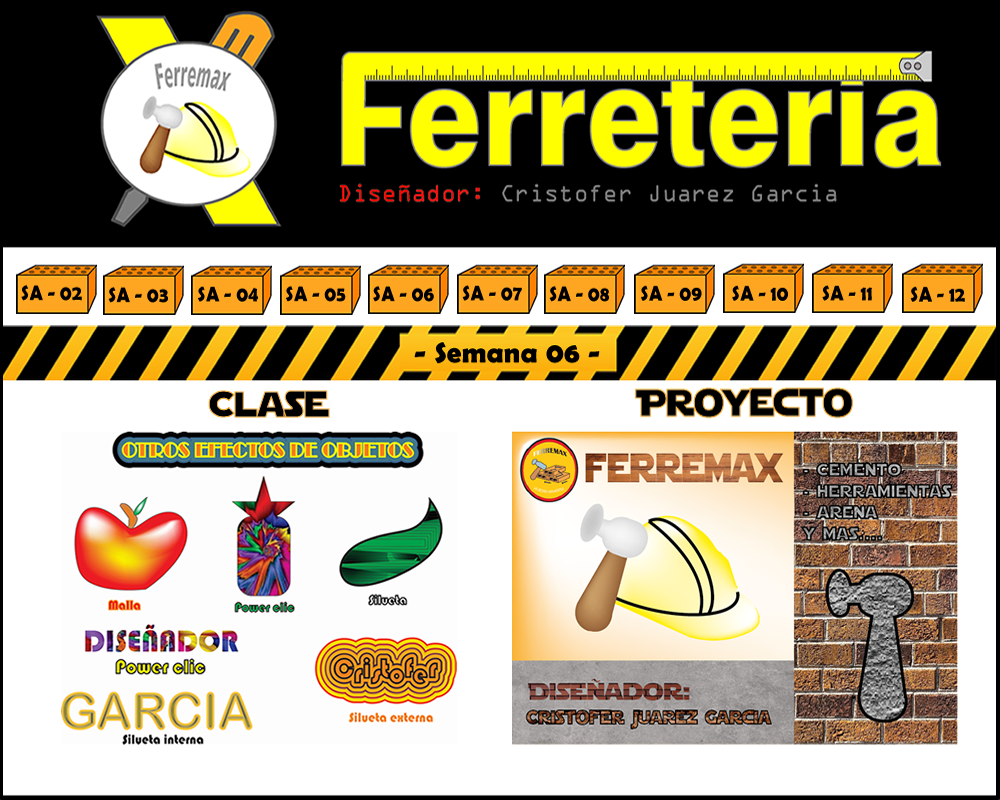 Ferremax
Ferretería
Diseñador: Cristofer Juarez Garcia
SA - 02
SA - 03
SA - 04
SA - 05
SA - 06
SA - 07
SA - 08
SA - 09
SA - 10
SA - 11
SA - 12
- Semana 06 -
CLASE
OTROS EFECTOS DE OBJETOS
Malla
Power clic
Silueta
DISEÑADOR
Power clic
Cristofer
Silueta externa
GARCIA
Silueta interna
PROYECTO
FERREMAX
FERREMAX
- CEMENTO
- HERRAMIENTAS
- ARENA
Y MAS....
DISEÑADOR:
CRISTOFER JUAREZ GARCIA